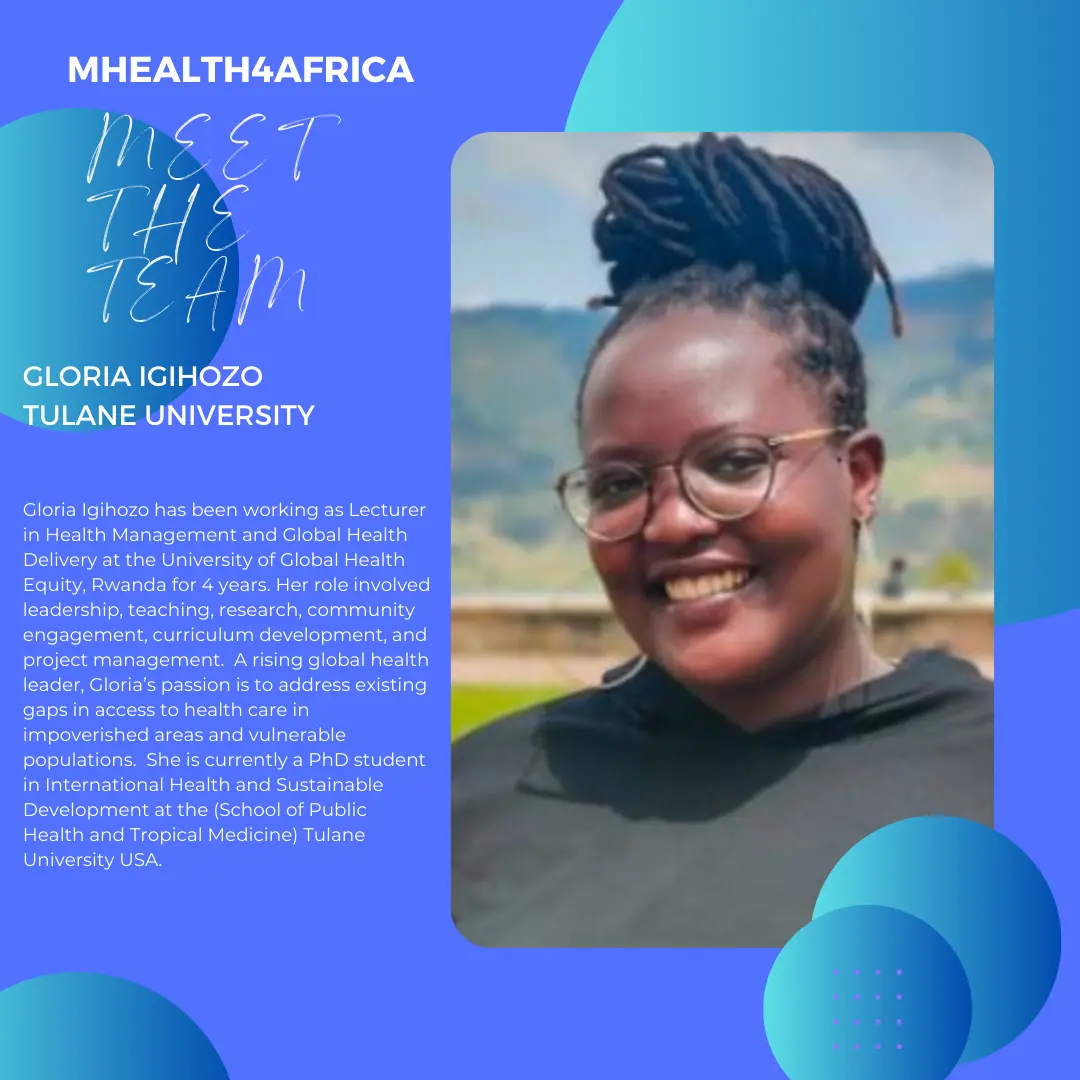 MHEALTH4AFRICA
MEET
THE
TEAM
GLORIA IGIHOZO
TULANE UNIVERSITY
Gloria Igihozo has been working as Lecturer
in Health Management and Global Health
Delivery at the University of Global Health
Equity, Rwanda for 4 years. Her role involved
leadership, teaching, research, community
engagement, curriculum development, and
project management.  A rising global health
leader, Gloria’s passion is to address existing
gaps in access to health care in
impoverished areas and vulnerable
populations.  She is currently a PhD student
in International Health and Sustainable
Development at the (School of Public
Health and Tropical Medicine) Tulane
University USA.